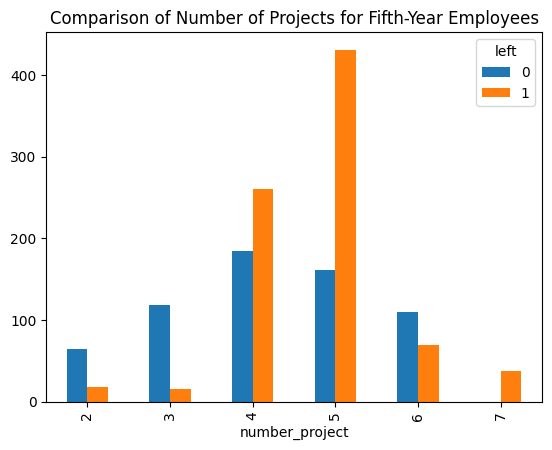 Comparison of Number of Projects for Fifth-Year Employees
left
0
1
400
300
200
100
0
2 3 4 5 6 7
number_project